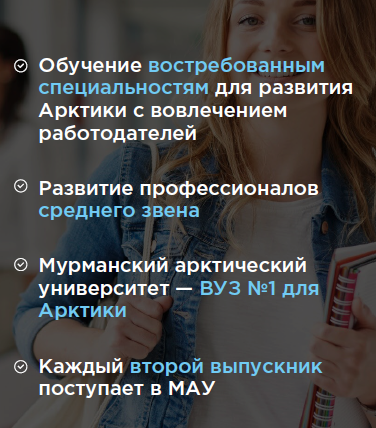 Обучение востребованным
специальностям для развития
Арктики с вовлечением
работодателей
Развитие профессионалов
среднего звена
Мурманский арктический
университет — ВУЗ №1 для
Арктики
Каждый второй выпускник
поступает в МАУ